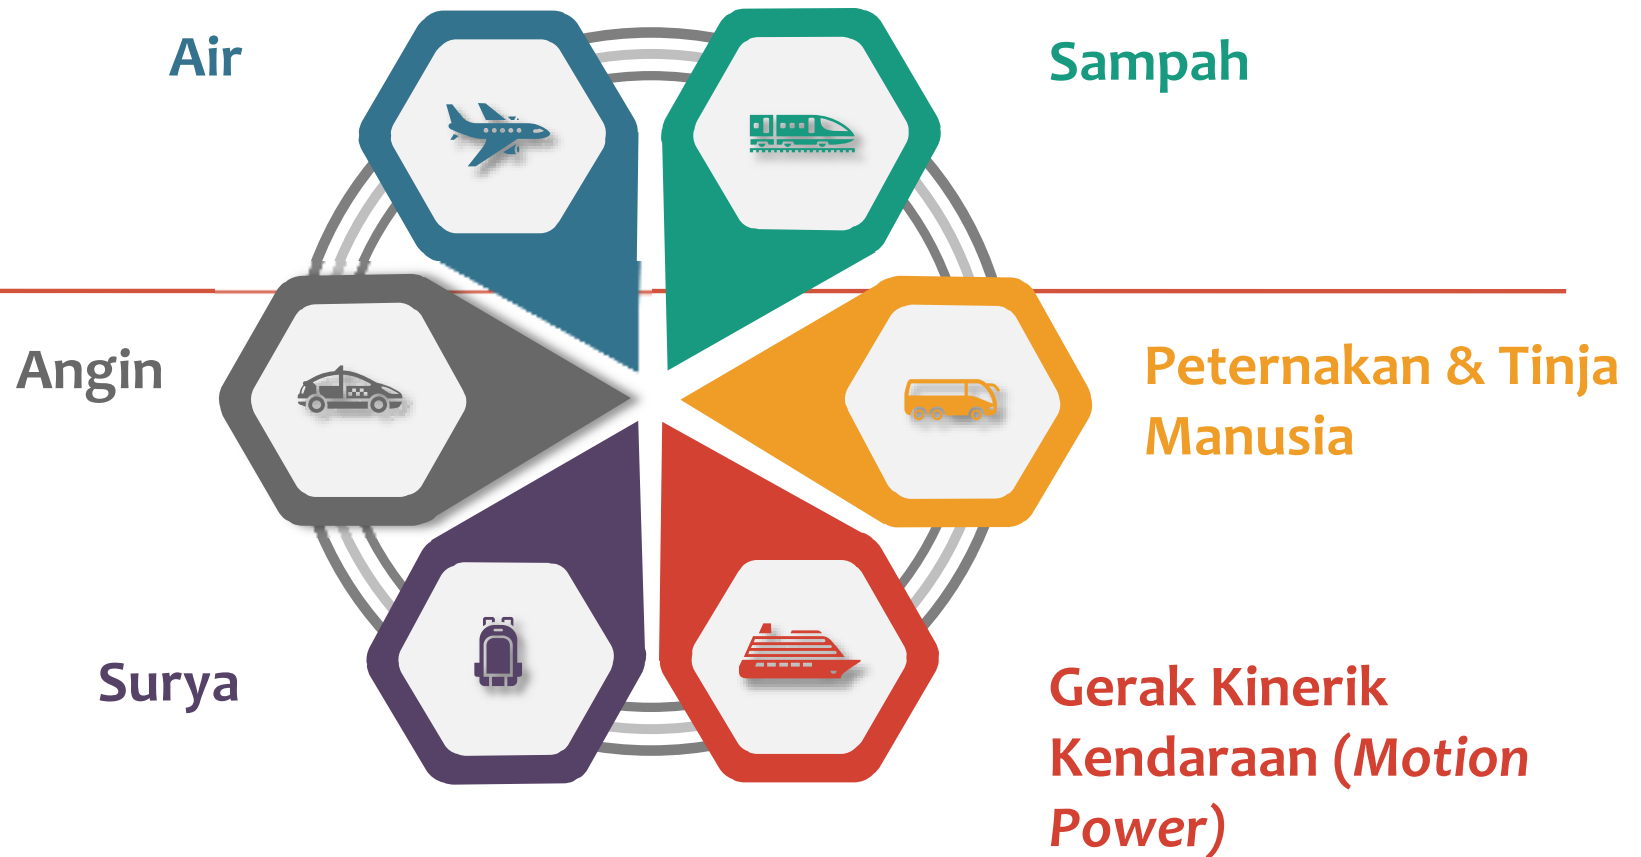 Air
Sampah
Angin
Peternakan & Tinja
Manusia
Surya
Gerak Kinerik
Kendaraan (Motion
Power)